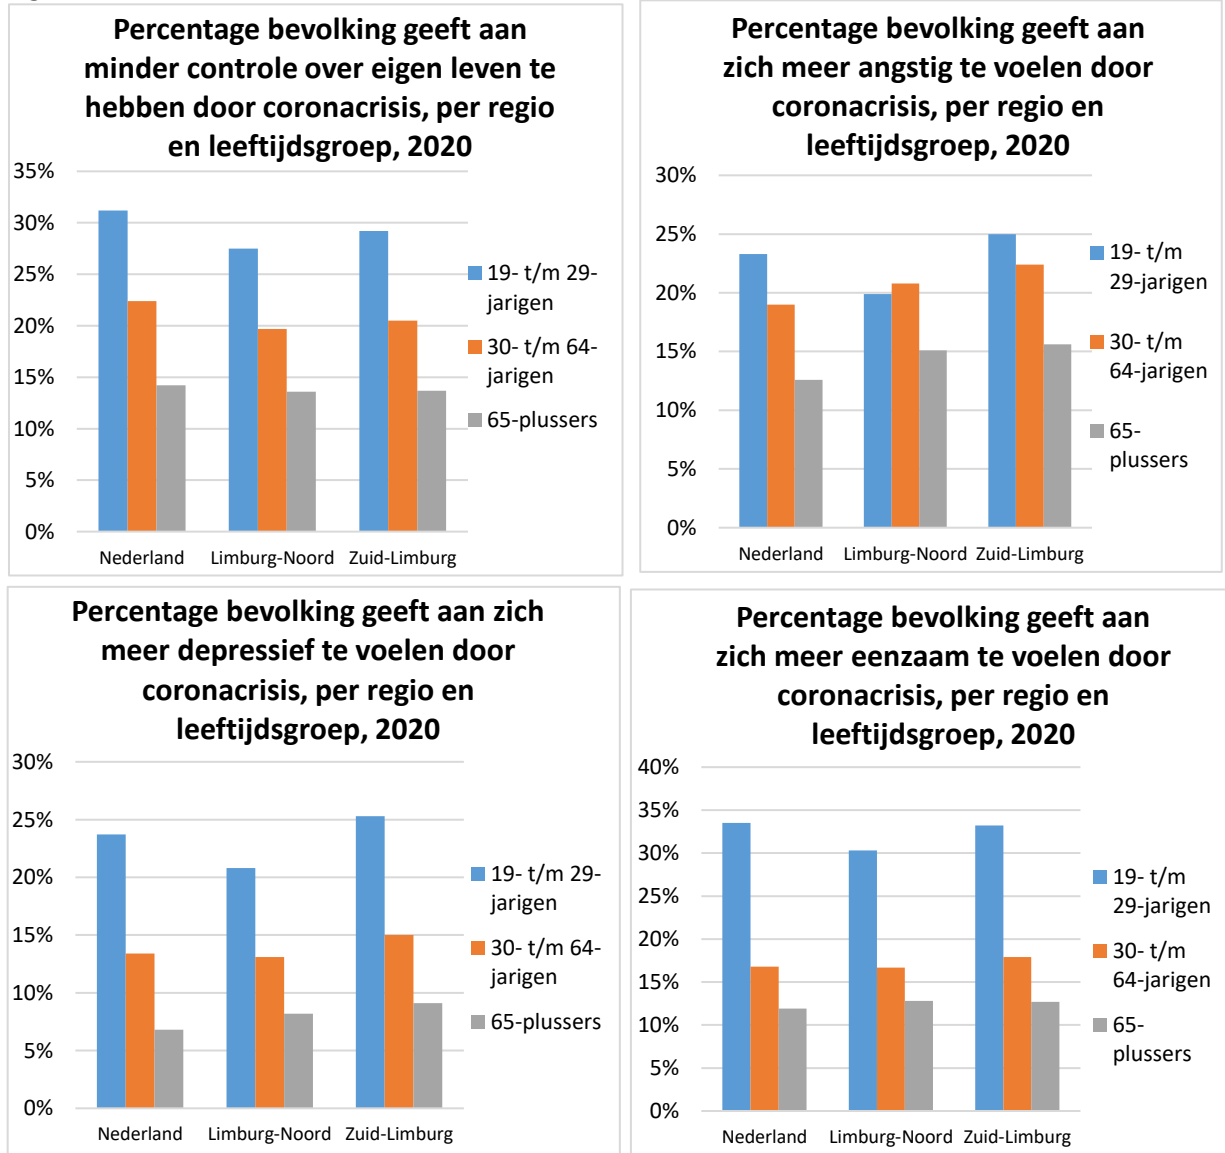 Percentage bevolking geeft aan
minder controle over eigen leven te
hebben door coronacrisis, per regio
en leeftijdsgroep, 2020
35%
30%
25%
20%
15%
10%
5%
0%
Nederland
Limburg-Noord
Zuid-Limburg
19- t/m 29-
jarigen
30- t/m 64-
jarigen
65-plussers
Percentage bevolking geeft aan
zich meer angstig te voelen door
coronacrisis, per regio en
leeftijdsgroep, 2020
30%
25%
20%
15%
10%
5%
0%
Nederland
Limburg-Noord
Zuid-Limburg
19- t/m
29-jarigen
30- t/m
64-jarigen
65-
plussers
Percentage bevolking geeft aan zich
meer depressief te voelen door
coronacrisis, per regio en
leeftijdsgroep, 2020
30%
25%
20%
15%
10%
5%
0%
Nederland
Limburg-Noord
Zuid-Limburg
19- t/m 29-
jarigen
30- t/m 64-
jarigen
65-plussers
Percentage bevolking geeft aan
zich meer eenzaam te voelen door
coronacrisis, per regio en
leeftijdsgroep, 2020
40%
35%
30%
25%
20%
15%
10%
5%
0%
Nederland
Limburg-Noord
Zuid-Limburg
19- t/m
29-jarigen
30- t/m
64-jarigen
65-
plussers